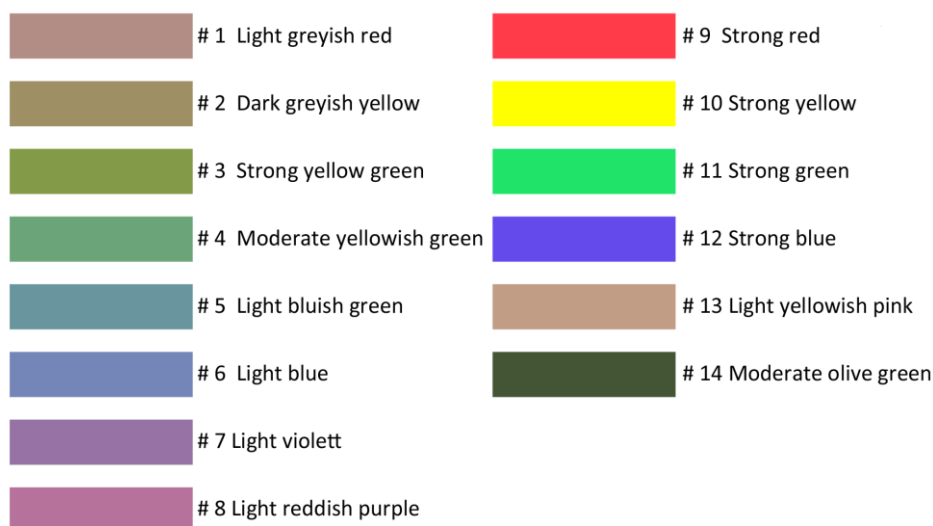 # 1 Light greyish red
# 2 Dark greyish yellow
# 3 Strong yellow green
# 4 Moderate yellowish green
# 5 Light bluish green
# 6 Light blue
# 7 Light violett
# 8 Light reddish purple
# 9 Strong red
# 10 Strong yellow
# 11 Strong green
# 12 Strong blue
# 13 Light yellowish pink
# 14 Moderate olive green